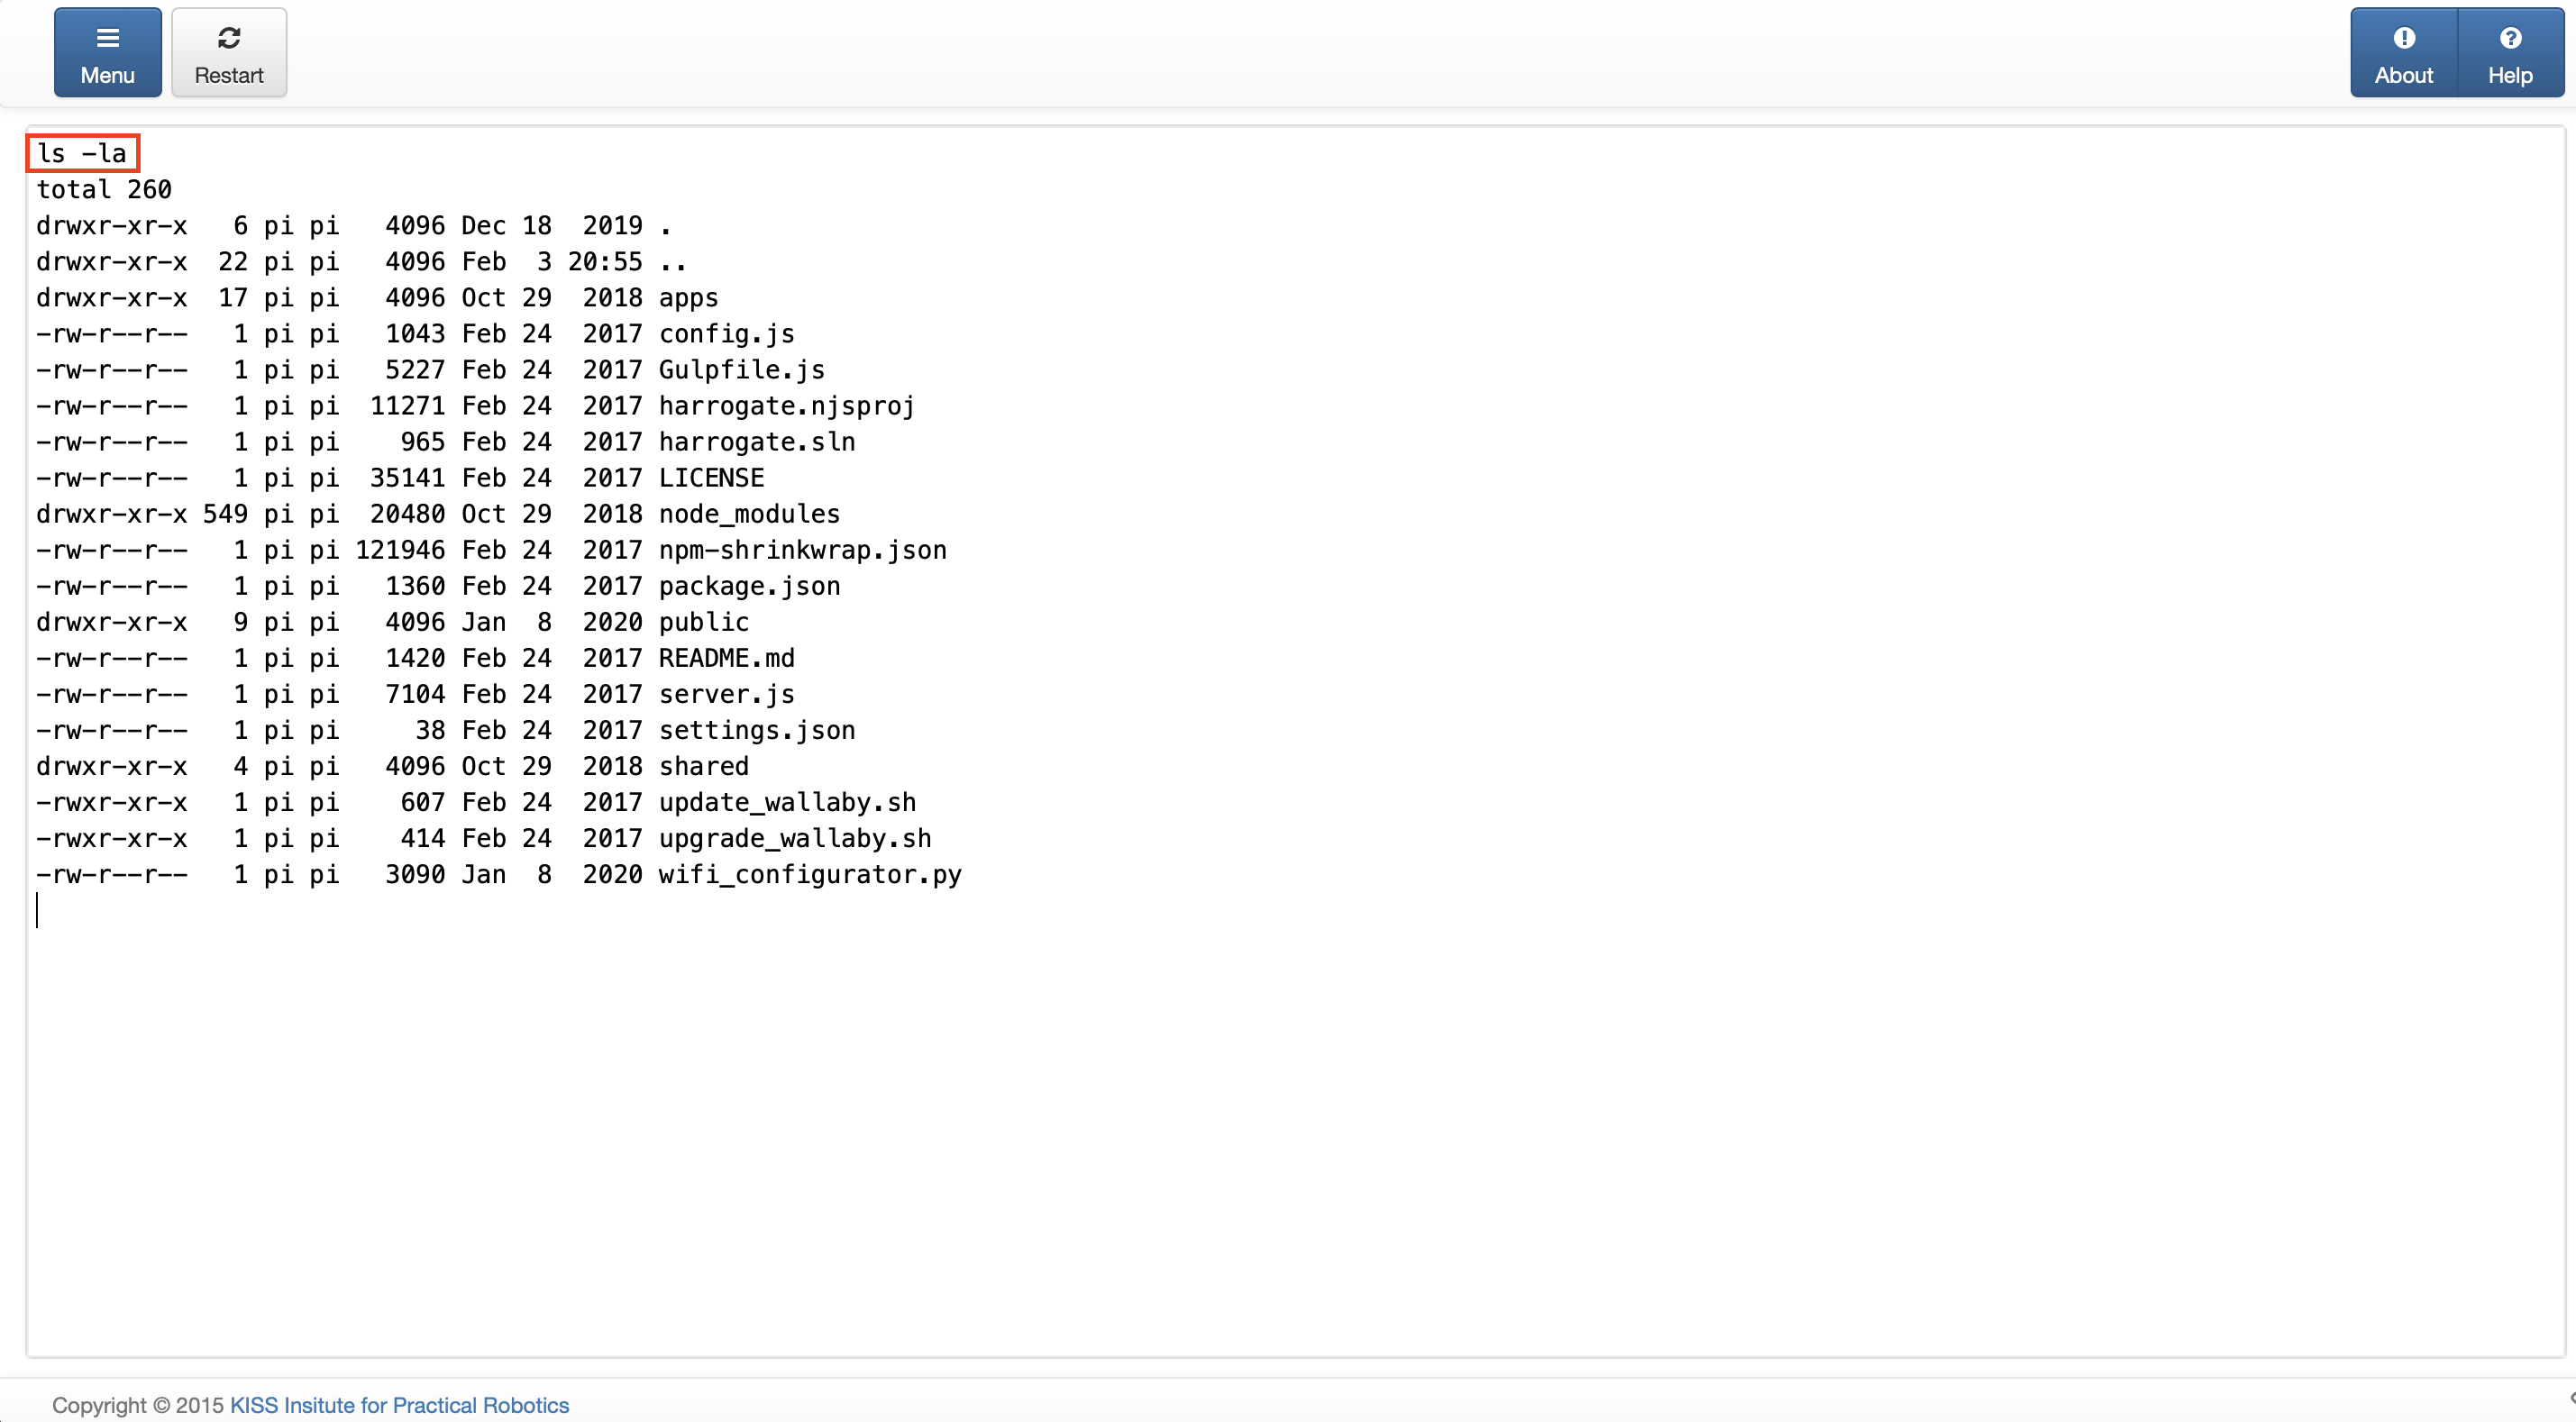 Menu
Restart
About
Help
ls -la
total 260
drwxr-xr-x   6 pi pi   4096 Dec 18  2019 .
drwxr-xr-x  22 pi pi   4096 Feb  3 20:55 ..
drwxr-xr-x  17 pi pi   4096 Oct 29  2018 apps
-rw-r--r--   1 pi pi   1043 Feb 24  2017 config.js
-rw-r--r--   1 pi pi   5227 Feb 24  2017 Gulpfile.js
-rw-r--r--   1 pi pi  11271 Feb 24  2017 harrogate.njsproj
-rw-r--r--   1 pi pi    965 Feb 24  2017 harrogate.sln
-rw-r--r--   1 pi pi  35141 Feb 24  2017 LICENSE
drwxr-xr-x 549 pi pi  20480 Oct 29  2018 node_modules
-rw-r--r--   1 pi pi 121946 Feb 24  2017 npm-shrinkwrap.json
-rw-r--r--   1 pi pi   1360 Feb 24  2017 package.json
drwxr-xr-x   9 pi pi   4096 Jan  8  2020 public
-rw-r--r--   1 pi pi   1420 Feb 24  2017 README.md
-rw-r--r--   1 pi pi   7104 Feb 24  2017 server.js
-rw-r--r--   1 pi pi     38 Feb 24  2017 settings.json
drwxr-xr-x   4 pi pi   4096 Oct 29  2018 shared
-rwxr-xr-x   1 pi pi    607 Feb 24  2017 update_wallaby.sh
-rwxr-xr-x   1 pi pi    414 Feb 24  2017 upgrade_wallaby.sh
-rw-r--r--   1 pi pi   3090 Jan  8  2020 wifi_configurator.py
Copyright © 2015 KISS Insitute for Practical Robotics